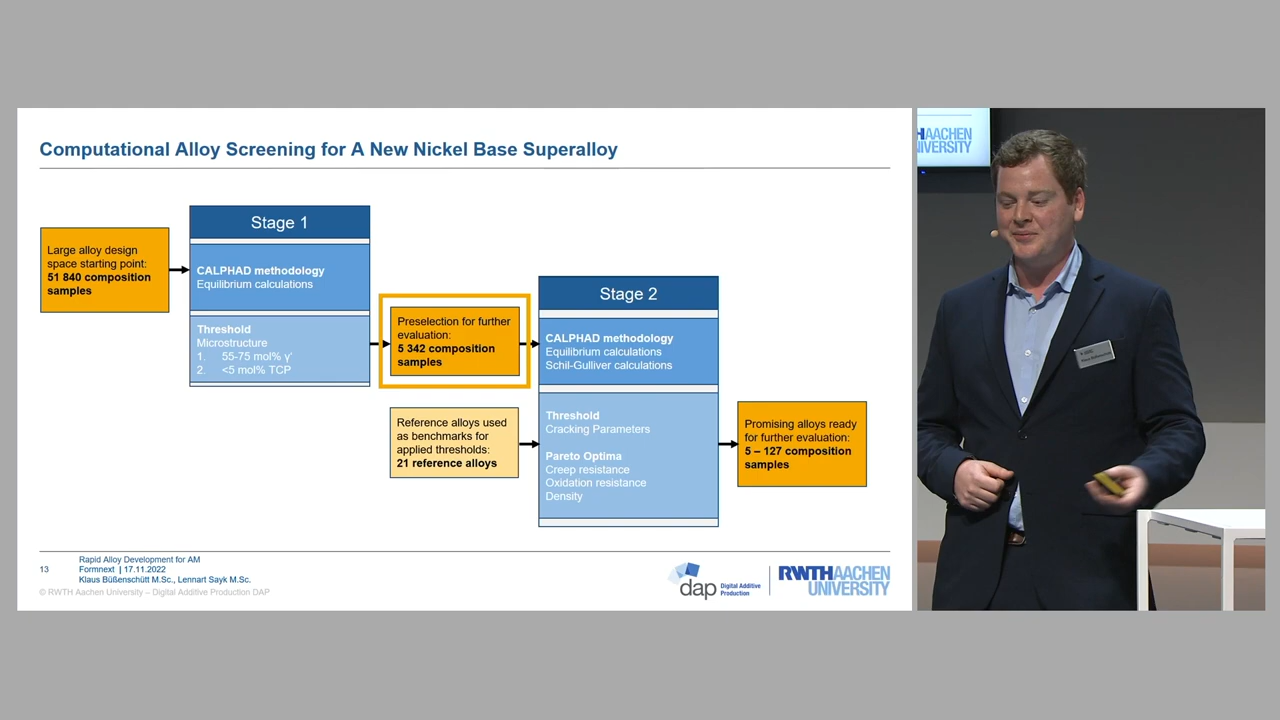 Computational Alloy Screening for A New Nickel Base Superalloy
Large alloy design
space starting point:
51 840 composition
samples
Stage 1
CALPHAD methodology
Equilibrium calculations
Threshold
Microstructure
1. 55-75 mol% γ'
2. <5 mol% TCP
Preselection for further
evaluation:
5 342 composition
samples
Reference alloys used
as benchmarks for
applied thresholds:
21 reference alloys
Stage 2
CALPHAD methodology
Equilibrium calculations
Schil-Gulliver calculations
Threshold
Cracking Parameters
Pareto Optima
Creep resistance
Oxidation resistance
Density
Promising alloys ready
for further evaluation:
5 – 127 composition
samples
13
Rapid Alloy Development for AM
Formnext | 17.11.2022
Klaus Büßenschütt M.Sc., Lennart Sayk M.Sc.
© RWTH Aachen University – Digital Additive Production DAP
dap Digital Additive
Production
RWTHAACHEN
UNIVERSITY
HAACHEN
NIVERSITY